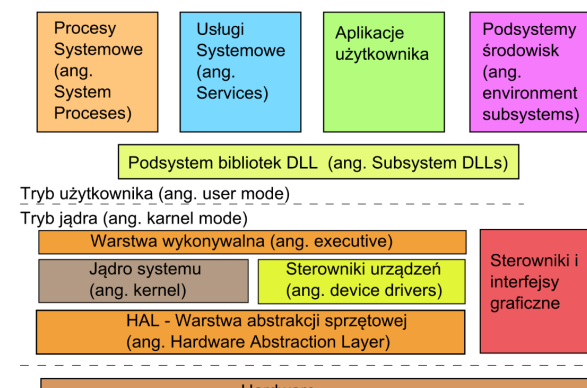 Procesy
Systemowe
(ang.
System
Proceses)
Usługi
Systemowe
(ang.
Services)
Aplikacje
użytkownika
Podsystemy
środowisk
(ang.
environment
subsystems)
Podsystem bibliotek DLL (ang. Subsystem DLLs)
Tryb użytkownika (ang. user mode)
Tryb jądra (ang. karnel mode)
Warstwa wykonywalna (ang. executive)
Jądro systemu
(ang. kernel)
Sterowniki urządzeń
(ang. device drivers)
Sterowniki i
interfejsy
graficzne
HAL - Warstwa abstrakcji sprzętowej
(ang. Hardware Abstraction Layer)
Hardware